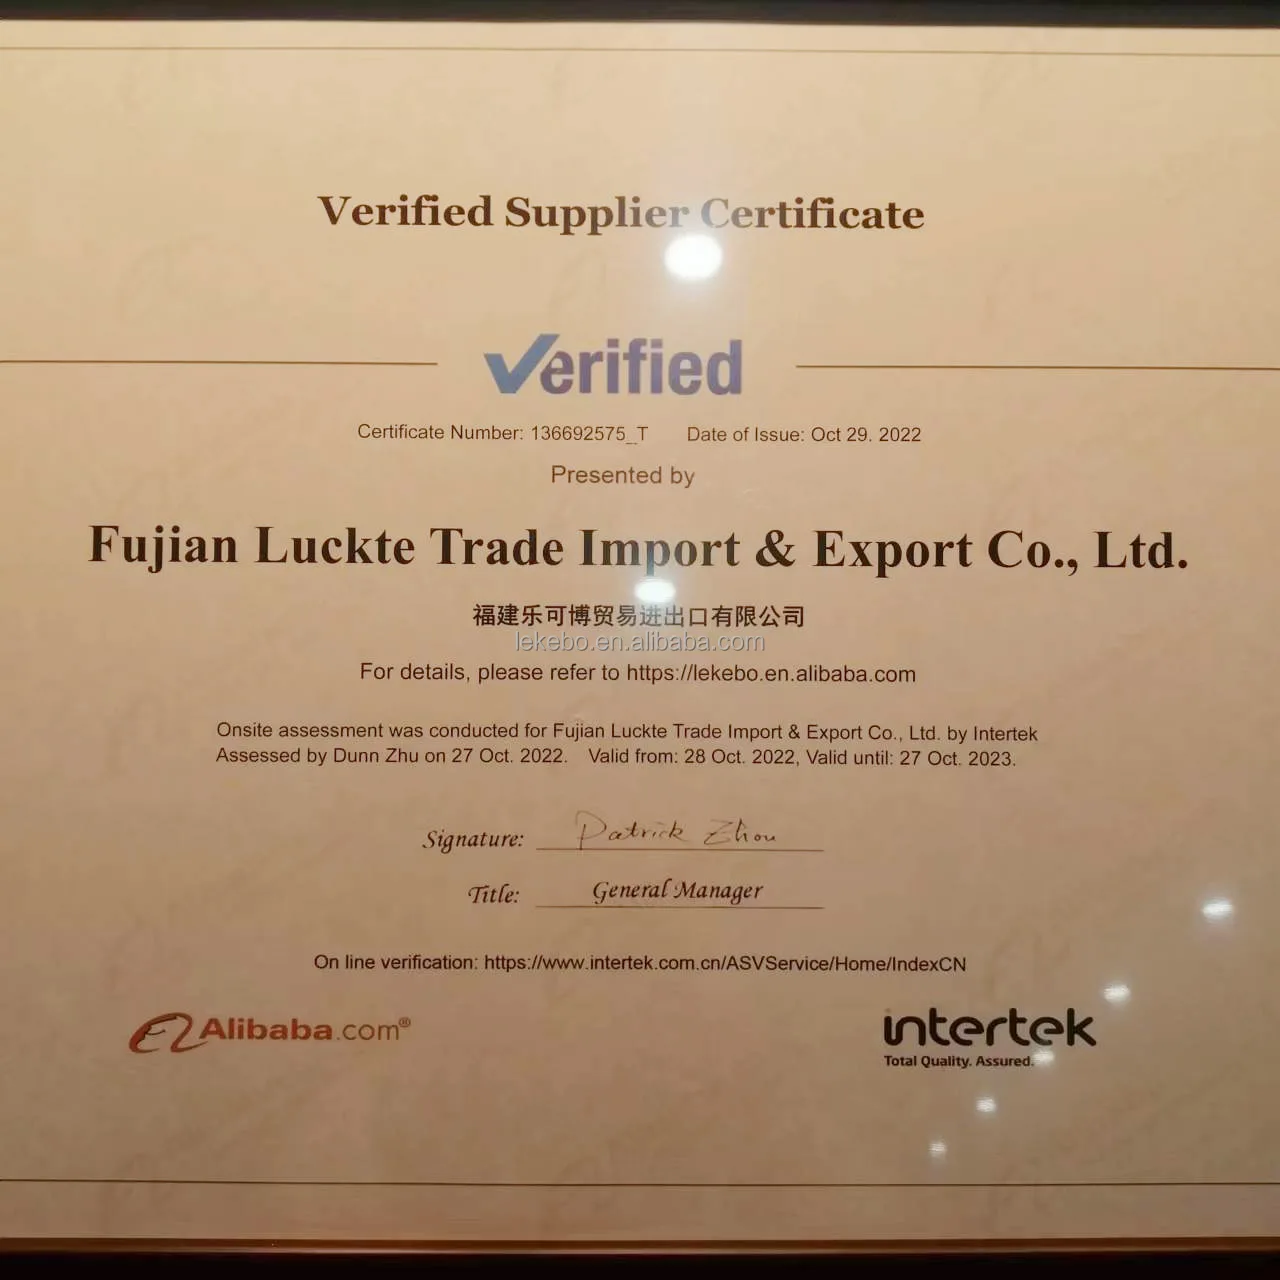 Verified Supplier Certificate
Verified
Certificate Number: 136692575_T Date of Issue: Oct 29. 2022
Presented by
Fujian Luckte Trade Import & Export Co., Ltd.
福建乐可博贸易进出口有限公司
lekebo.en.alibaba.com
For details, please refer to https://lekebo.en.alibaba.com
Onsite assessment was conducted for Fujian Luckte Trade Import & Export Co., Ltd. by Intertek
Assessed by Dunn Zhu on 27 Oct. 2022. Valid from: 28 Oct. 2022, Valid until: 27 Oct. 2023.
Signature: Patrick Zhou
Title: General Manager
On line verification: https://www.intertek.com.cn/ASVService/Home/IndexCN
Alibaba.com®
intertek
Total Quality. Assured.